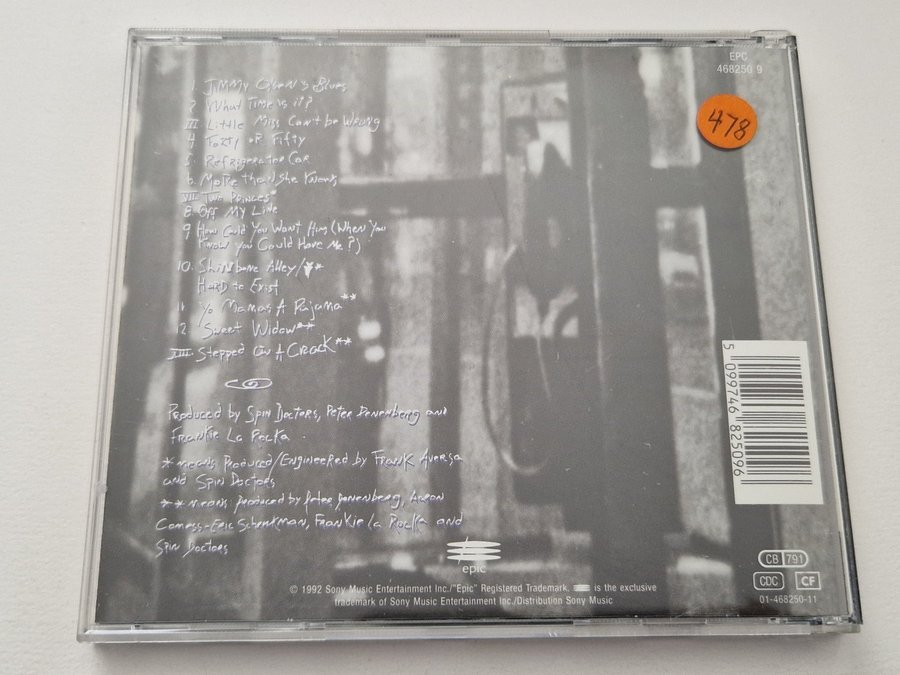 EPC
468250 9
478
1 Jimmy Olsen's Blues
2 What Time Is it?
III Little Miss Can't be Wrong
4 Forty or Fifty
5. Refrigerator Car
6. More than She Knows
VII Two Princes*
8. Off My Line
9 How Could You Want Him (When You
Know you Could Have Me?)
10. Shinbone Alley/**
Hard to Exist
11. Yo Mamas A Pajama**
12. Sweet Widow**
XIII Stepped On A Crack**
Produced by Spin Doctors, Peter Denenberg and
Frankie La Rocka.
* means Produced/Engineered by Frank Aversa
and Spin Doctors
** means produced by Peter Denenberg, Aaron
Comess-Eric Schenkman, Frankie La Rocka and
Spin Doctors
5 099746 825096
epic
CB 791
CDC CF
01-468250-11
© 1992 Sony Music Entertainment Inc./"Epic" Registered Trademark, is the exclusive
trademark of Sony Music Entertainment Inc./Distribution Sony Music